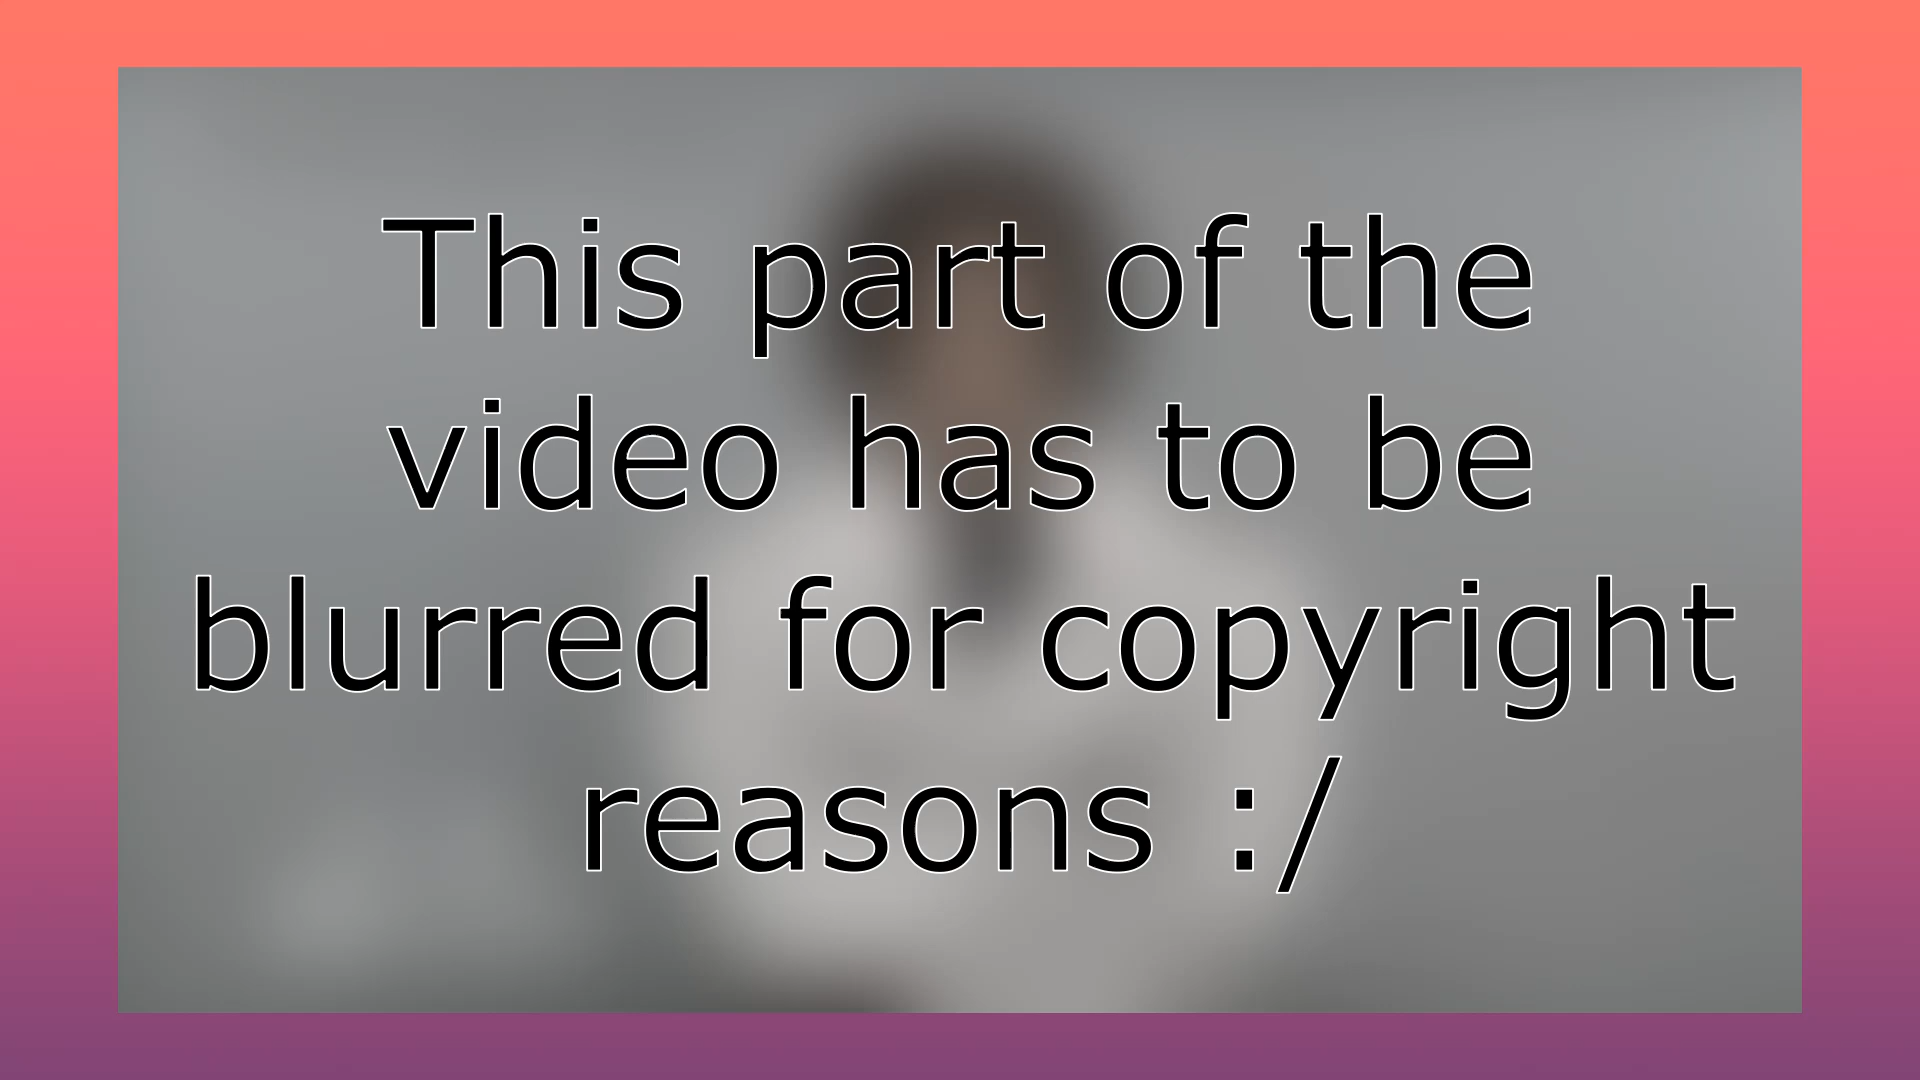 This part of the
video has to be
blurred for copyright
reasons :/